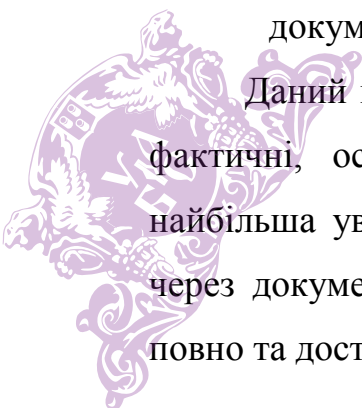 докум
Даний
фактичні, ос
найбільша ув
через докуме
повно та дост